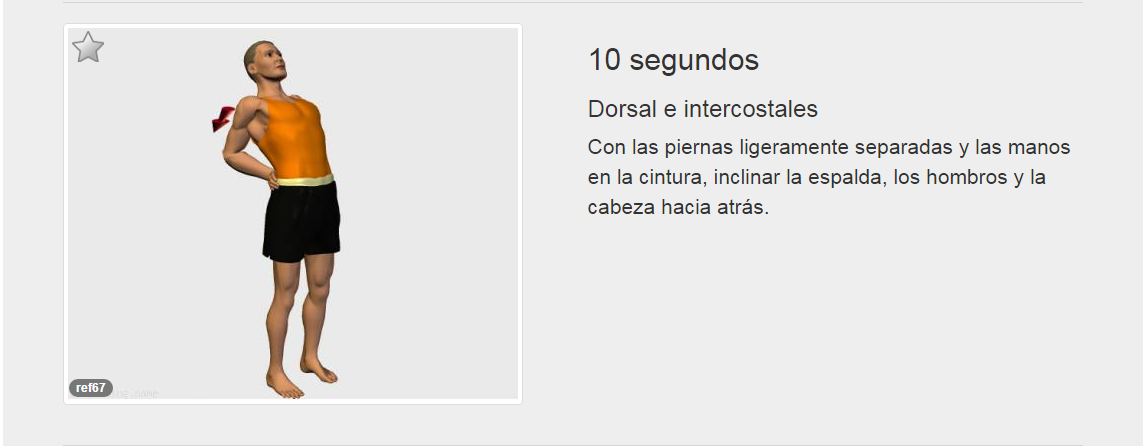 10 segundos
Dorsal e intercostales
Con las piernas ligeramente separadas y las manos
en la cintura, inclinar la espalda, los hombros y la
cabeza hacia atrás.
ref67